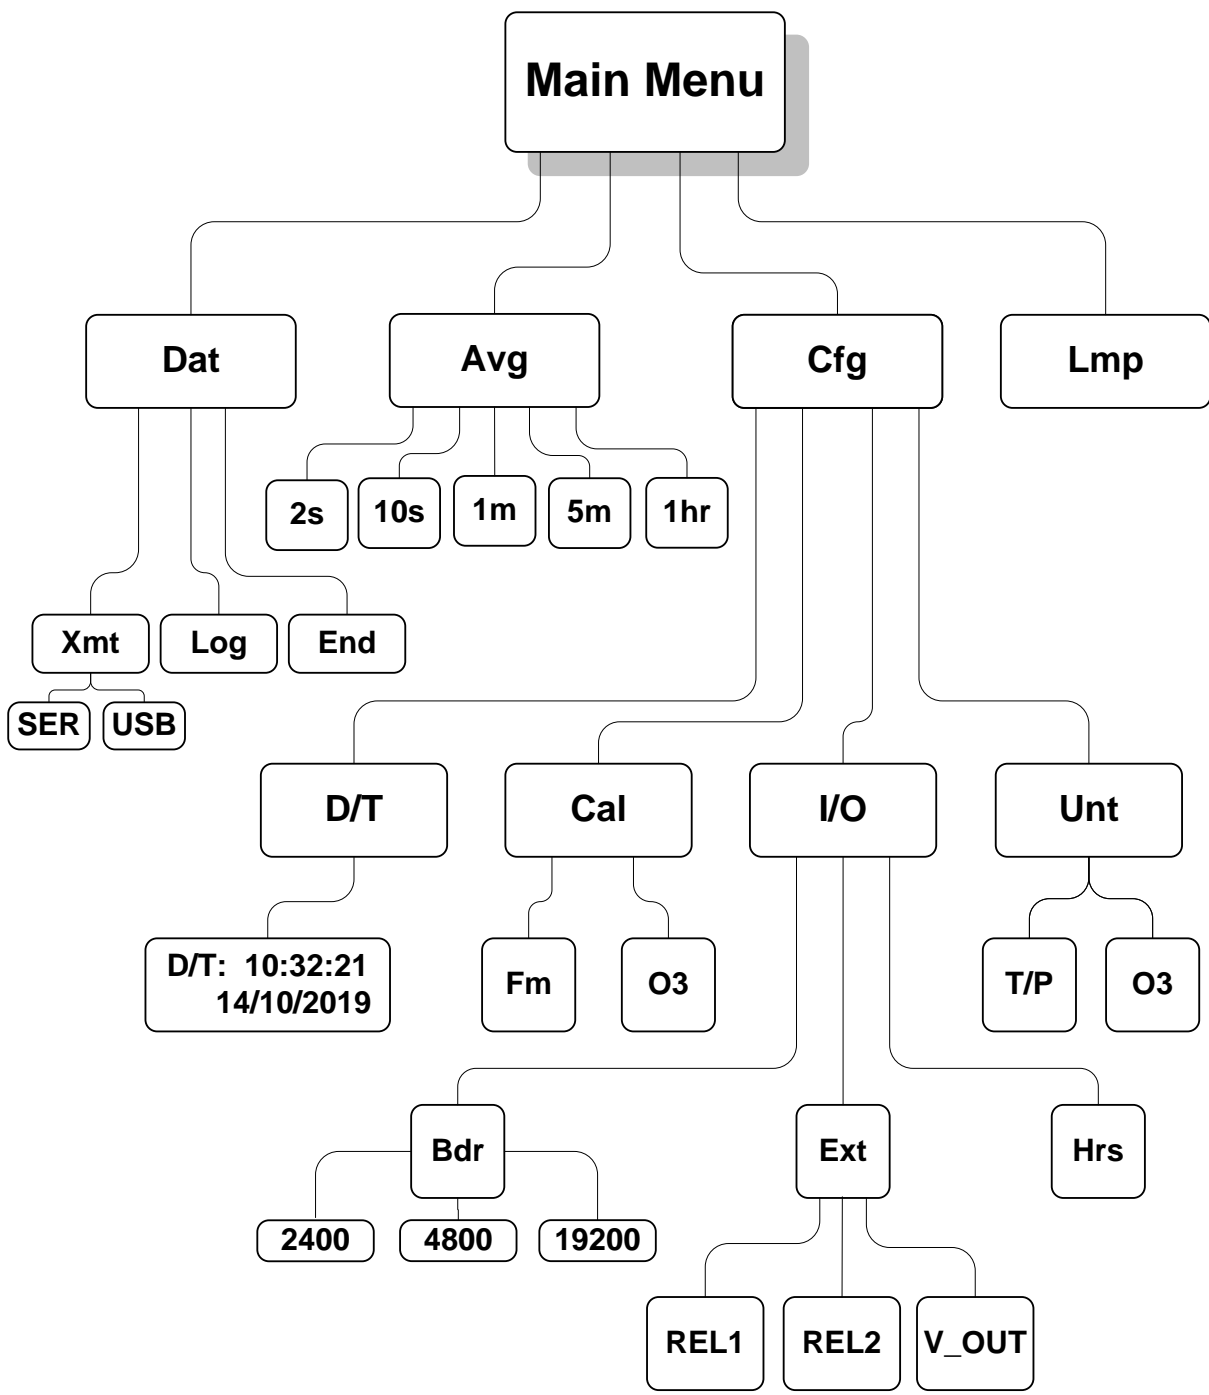 Main Menu
Dat
Avg
Cfg
Lmp
2s
10s
1m
5m
1hr
Xmt
Log
End
SER
USB
D/T
Cal
I/O
Unt
D/T: 10:32:21
14/10/2019
Fm
O3
T/P
O3
Bdr
Ext
Hrs
2400
4800
19200
REL1
REL2
V_OUT